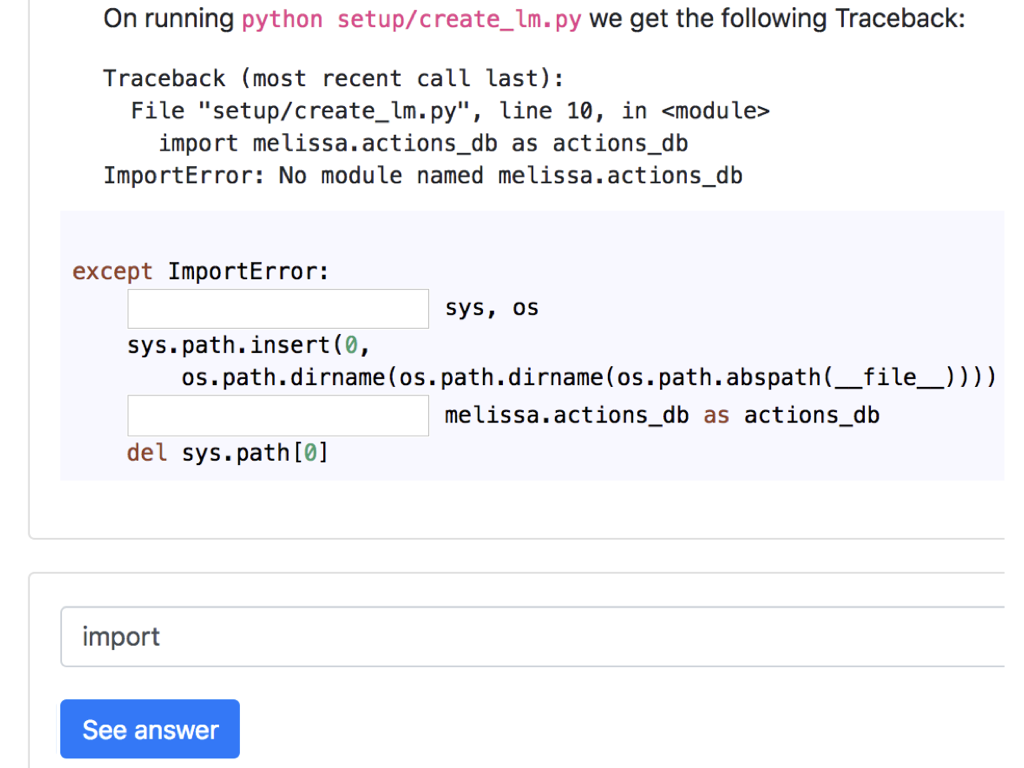 On running python setup/create_lm.py we get the following Traceback:
Traceback (most recent call last):
  File "setup/create_lm.py", line 10, in <module>
    import melissa.actions_db as actions_db
ImportError: No module named melissa.actions_db
except ImportError:
sys, os
sys.path.insert(0,
os.path.dirname(os.path.dirname(os.path.abspath(__file__))))
melissa.actions_db as actions_db
del sys.path[0]
import
See answer